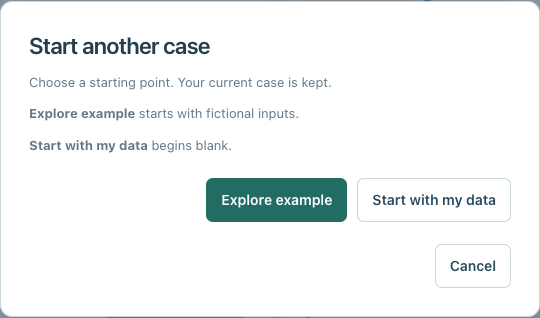 Start another case
Choose a starting point. Your current case is kept.
Explore example starts with fictional inputs.
Start with my data begins blank.
Explore example
Start with my data
Cancel